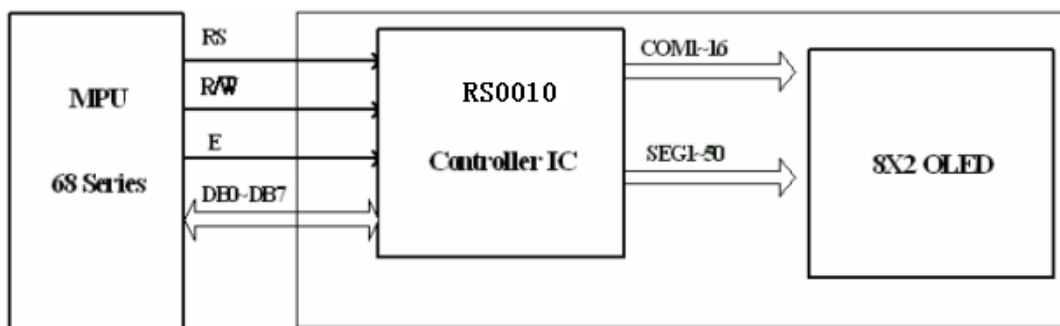 MPU
68 Series
RS
R/W
E
DB0~DB7
RS0010
Controller IC
COM1~16
SEG1~50
8X2 OLED